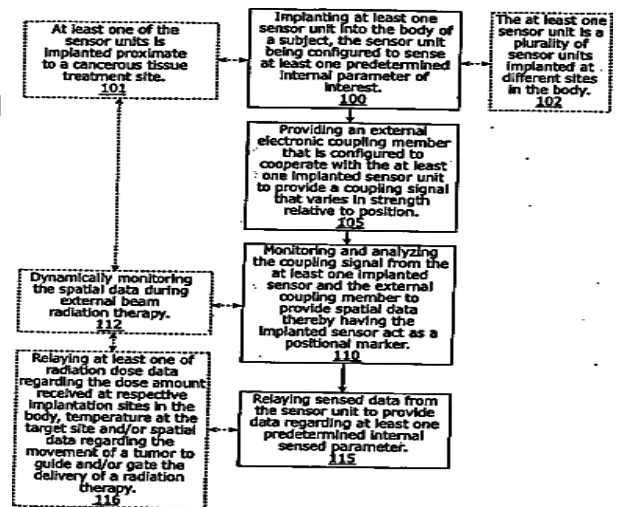 At least one of the
sensor units is
implanted proximate
to a cancerous tissue
treatment site.
101
Implanting at least one
sensor unit into the body of
a subject, the sensor unit
being configured to sense
at least one predetermined
internal parameter of
interest.
100
The at least one
sensor unit is a
plurality of
sensor units
implanted at
different sites
in the body.
102
Providing an external
electronic coupling member
that is configured to
cooperate with the at least
one implanted sensor unit
to provide a coupling signal
that varies in strength
relative to position.
105
Monitoring and analyzing
the coupling signal from the
at least one implanted
sensor and the external
coupling member to
provide spatial data
thereby having the
implanted sensor act as a
positional marker.
110
Dynamically monitoring
the spatial data during
external beam
radiation therapy.
112
Relaying at least one of
radiation dose data
regarding the dose amount
received at respective
implantation sites in the
body, temperature at the
target site and/or spatial
data regarding the
movement of a tumor to
guide and/or gate the
delivery of a radiation
therapy.
116
Relaying sensed data from
the sensor unit to provide
data regarding at least one
predetermined internal
sensed parameter.
115